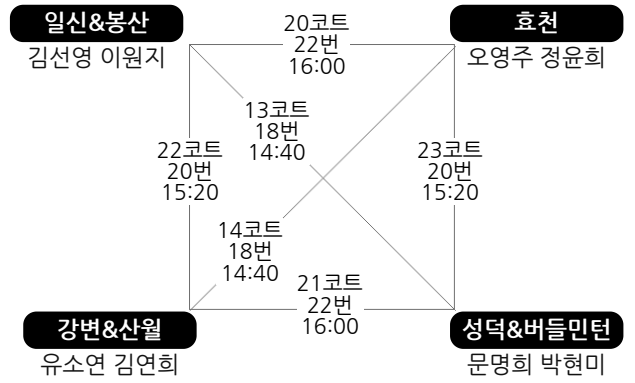 일신&봉산
김선영 이원지
20코트
22번
16:00
효천
오영주 정윤희
13코트
18번
14:40
22코트
20번
15:20
23코트
20번
15:20
14코트
18번
14:40
21코트
22번
16:00
강변&산월
유소연 김연희
성덕&버들민턴
문명희 박현미